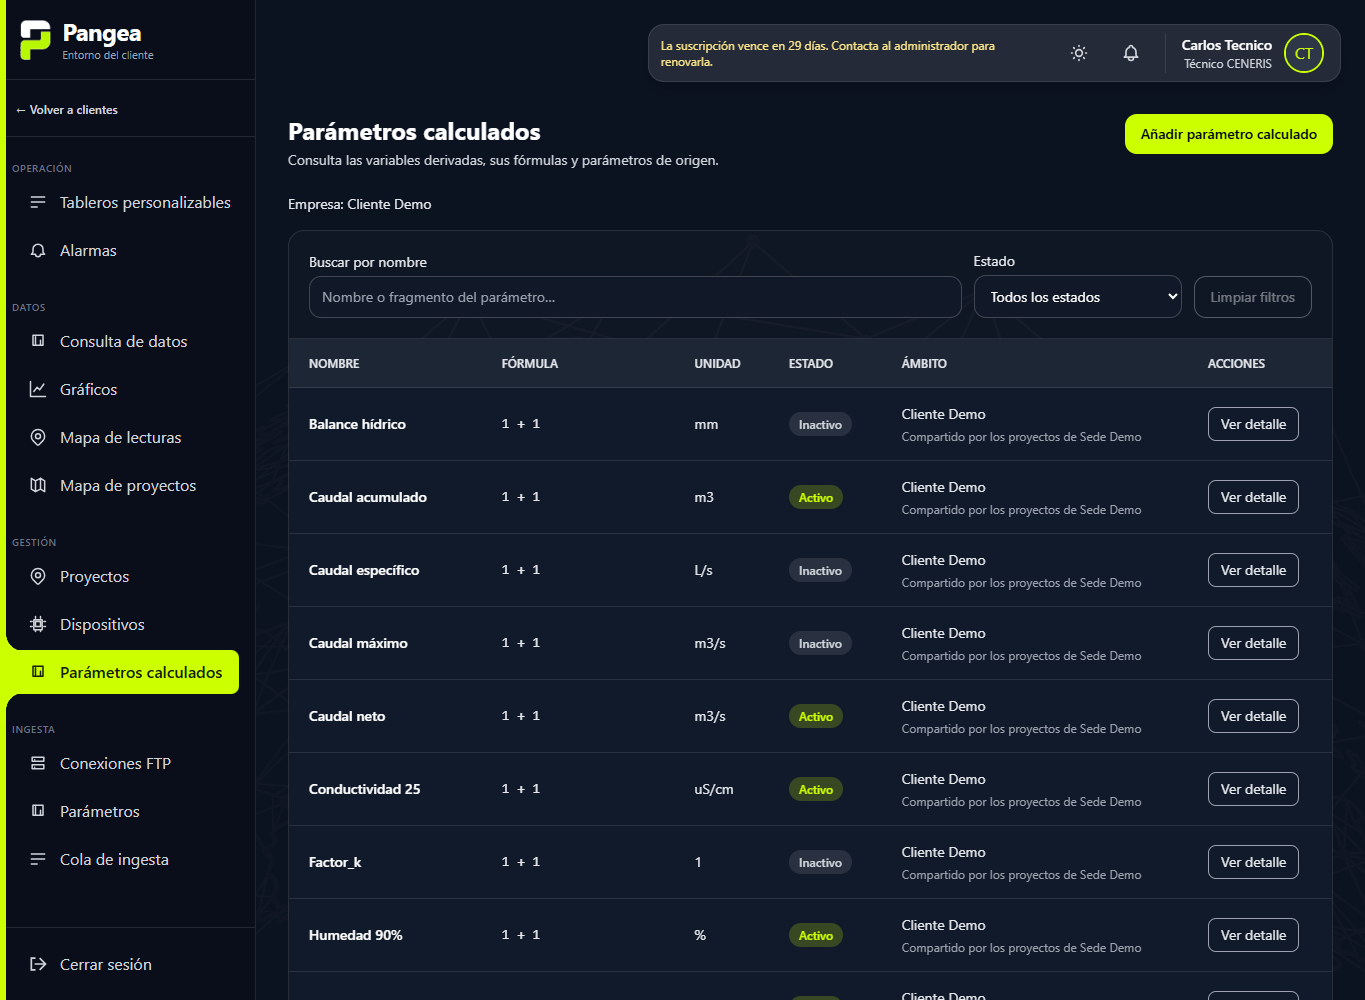 Pangea
Entorno del cliente
← Volver a clientes
OPERACIÓN
Tableros personalizables
Alarmas
DATOS
Consulta de datos
Gráficos
Mapa de lecturas
Mapa de proyectos
GESTIÓN
Proyectos
Dispositivos
Parámetros calculados
INGESTA
Conexiones FTP
Parámetros
Cola de ingesta
Cerrar sesión
La suscripción vence en 29 días. Contacta al administrador para
renovarla.
Carlos Tecnico
Técnico CENERIS
CT
Parámetros calculados
Consulta las variables derivadas, sus fórmulas y parámetros de origen.
Añadir parámetro calculado
Empresa: Cliente Demo
Buscar por nombre
Nombre o fragmento del parámetro...
Estado
Todos los estados
Limpiar filtros
NOMBRE FÓRMULA UNIDAD ESTADO ÁMBITO ACCIONES
Balance hídrico 1 + 1 mm Inactivo Cliente Demo Ver detalle
Compartido por los proyectos de Sede Demo
Caudal acumulado 1 + 1 m3 Activo Cliente Demo Ver detalle
Compartido por los proyectos de Sede Demo
Caudal específico 1 + 1 L/s Inactivo Cliente Demo Ver detalle
Compartido por los proyectos de Sede Demo
Caudal máximo 1 + 1 m3/s Inactivo Cliente Demo Ver detalle
Compartido por los proyectos de Sede Demo
Caudal neto 1 + 1 m3/s Activo Cliente Demo Ver detalle
Compartido por los proyectos de Sede Demo
Conductividad 25 1 + 1 uS/cm Activo Cliente Demo Ver detalle
Compartido por los proyectos de Sede Demo
Factor_k 1 + 1 1 Inactivo Cliente Demo Ver detalle
Compartido por los proyectos de Sede Demo
Humedad 90% 1 + 1 % Activo Cliente Demo Ver detalle
Compartido por los proyectos de Sede Demo
Cliente Demo